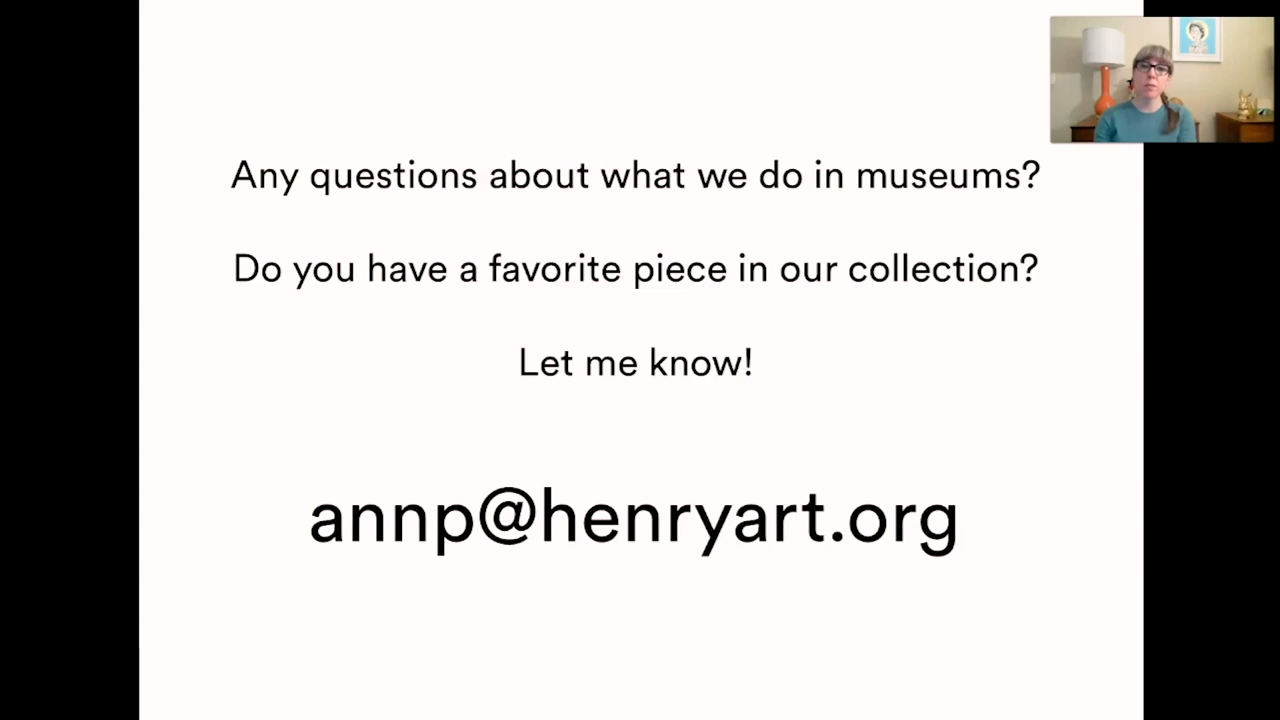 Any questions about what we do in museums?
Do you have a favorite piece in our collection?
Let me know!
annp@henryart.org